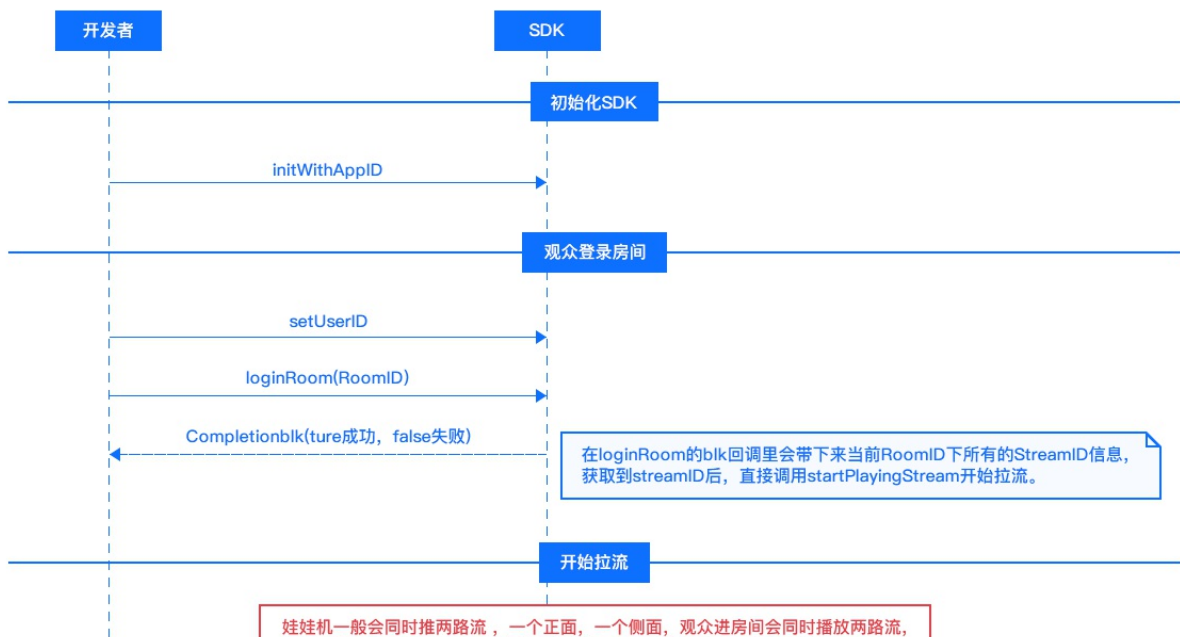 开发者
SDK
初始化SDK
initWithAppID
观众登录房间
setUserID
loginRoom(RoomID)
Completionblk(ture成功，false失败)
在loginRoom的blk回调里会带下来当前RoomID下所有的StreamID信息，
获取到streamID后，直接调用startPlayingStream开始拉流。
开始拉流
娃娃机一般会同时推两路流 ，一个正面，一个侧面，观众进房间会同时播放两路流，